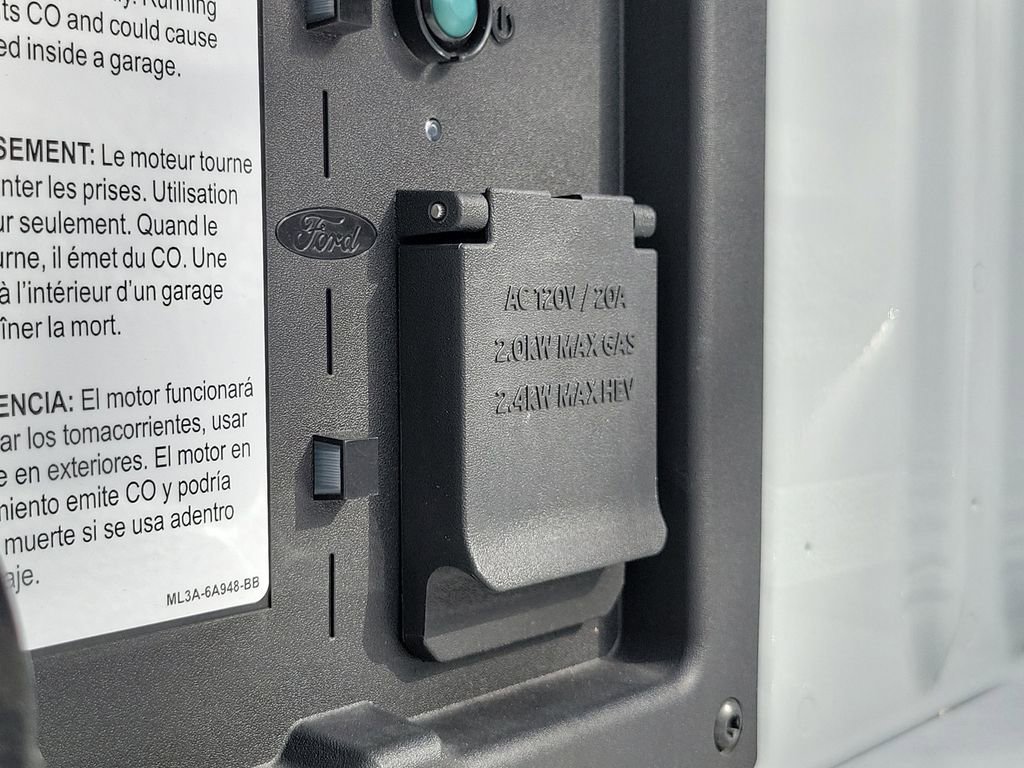 Running
ts CO and could cause
ed inside a garage.
SEMENT: Le moteur tourne
nter les prises. Utilisation
ur seulement. Quand le
urne, il émet du CO. Une
à l'intérieur d'un garage
îner la mort.
ENCIA: El motor funcionará
ar los tomacorrientes, usar
e en exteriores. El motor en
miento emite CO y podría
muerte si se usa adentro
aje.
ML3A-6A948-BB
Ford
AC 120V / 20A
2.0KW MAX GAS
2.4KW MAX HEV